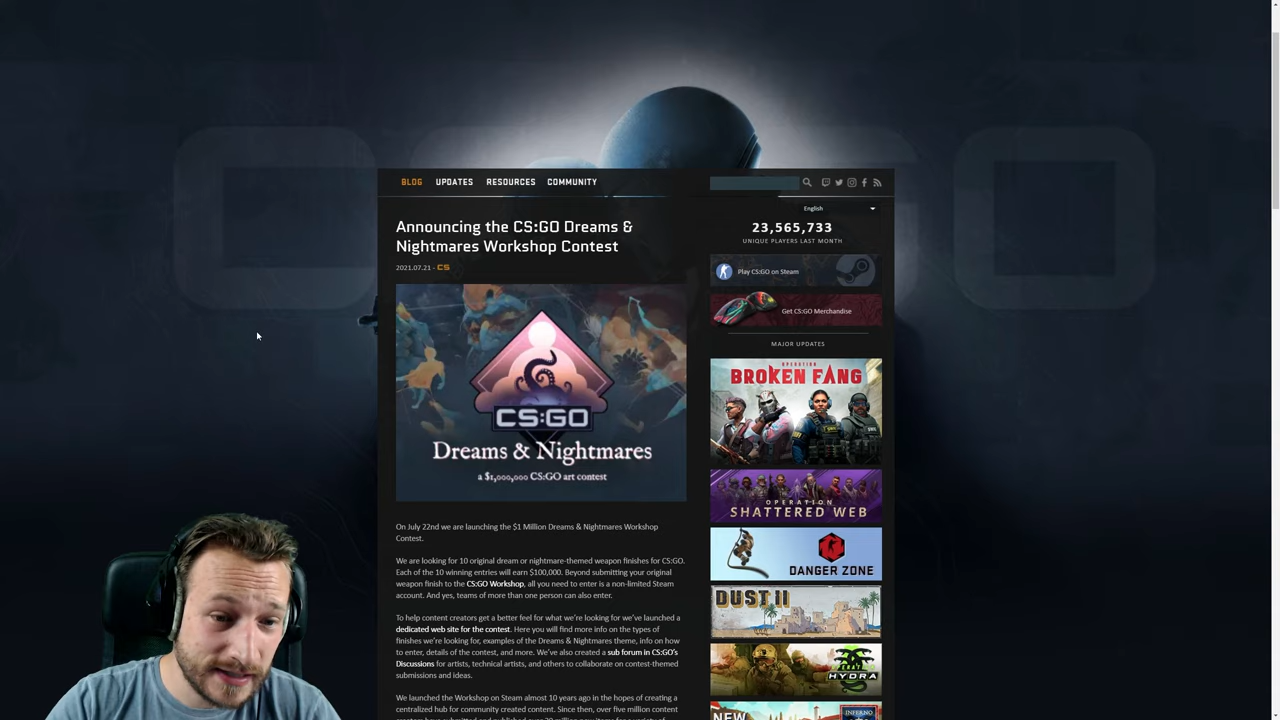 CS:GO
BLOG UPDATES RESOURCES COMMUNITY
Announcing the CS:GO Dreams &
Nightmares Workshop Contest
2021.07.21 - CS
CS:GO
Dreams & Nightmares
a $1,000,000 CS:GO art contest
On July 22nd we are launching the $1 Million Dreams & Nightmares Workshop
Contest.
We are looking for 10 original dream or nightmare-themed weapon finishes for CS:GO.
Each of the 10 winning entries will earn $100,000. Beyond submitting your original
weapon finish to the CS:GO Workshop, all you need to enter is a non-limited Steam
account. And yes, teams of more than one person can also enter.
To help content creators get a better feel for what we're looking for we've launched a
dedicated web site for the contest. Here you will find more info on the types of
finishes we're looking for, examples of the Dreams & Nightmares theme, info on how
to enter, details of the contest, and more. We've also created a sub forum in CS:GO's
Discussions for artists, technical artists, and others to collaborate on contest-themed
submissions and ideas.
We launched the Workshop on Steam almost 10 years ago in the hopes of creating a
centralized hub for community created content. Since then, over five million content
English
23,565,733
UNIQUE PLAYERS LAST MONTH
Play CS:GO on Steam
Get CS:GO Merchandise
MAJOR UPDATES
OPERATION
BROKEN FANG
OPERATION
SHATTERED WEB
DANGER ZONE
DUST II
HYDRA
NEW
INFERNO